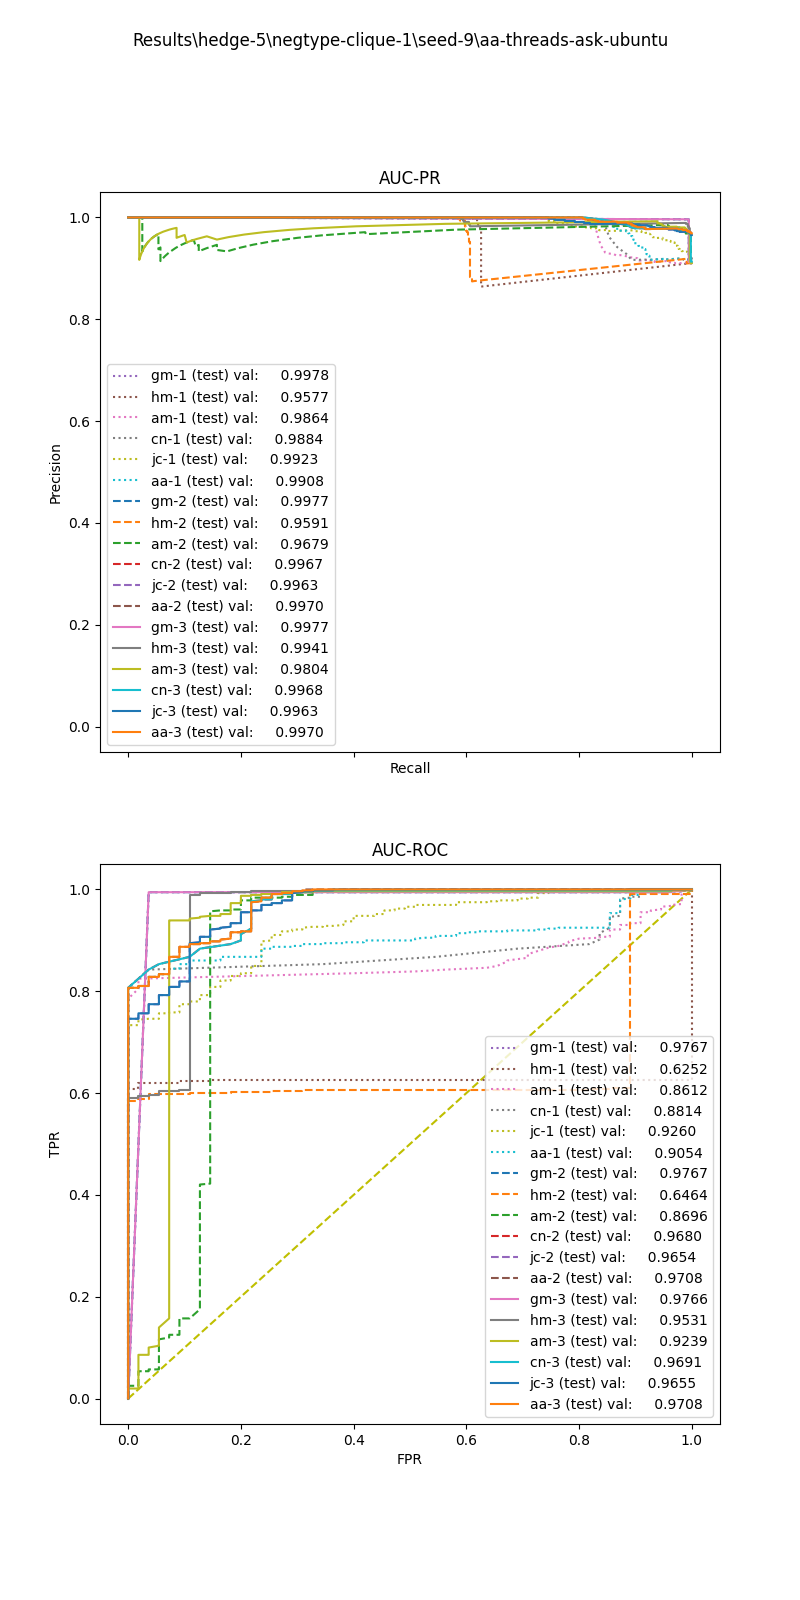 Results\hedge-5\negtype-clique-1\seed-9\aa-threads-ask-ubuntu
AUC-PR
1.0
0.8
0.6
0.4
0.2
0.0
Precision
gm-1 (test) val: 0.9978
hm-1 (test) val: 0.9577
am-1 (test) val: 0.9864
cn-1 (test) val: 0.9884
jc-1 (test) val: 0.9923
aa-1 (test) val: 0.9908
gm-2 (test) val: 0.9977
hm-2 (test) val: 0.9591
am-2 (test) val: 0.9679
cn-2 (test) val: 0.9967
jc-2 (test) val: 0.9963
aa-2 (test) val: 0.9970
gm-3 (test) val: 0.9977
hm-3 (test) val: 0.9941
am-3 (test) val: 0.9804
cn-3 (test) val: 0.9968
jc-3 (test) val: 0.9963
aa-3 (test) val: 0.9970
Recall
AUC-ROC
1.0
0.8
0.6
0.4
0.2
0.0
TPR
gm-1 (test) val: 0.9767
hm-1 (test) val: 0.6252
am-1 (test) val: 0.8612
cn-1 (test) val: 0.8814
jc-1 (test) val: 0.9260
aa-1 (test) val: 0.9054
gm-2 (test) val: 0.9767
hm-2 (test) val: 0.6464
am-2 (test) val: 0.8696
cn-2 (test) val: 0.9680
jc-2 (test) val: 0.9654
aa-2 (test) val: 0.9708
gm-3 (test) val: 0.9766
hm-3 (test) val: 0.9531
am-3 (test) val: 0.9239
cn-3 (test) val: 0.9691
jc-3 (test) val: 0.9655
aa-3 (test) val: 0.9708
0.0 0.2 0.4 0.6 0.8 1.0
FPR